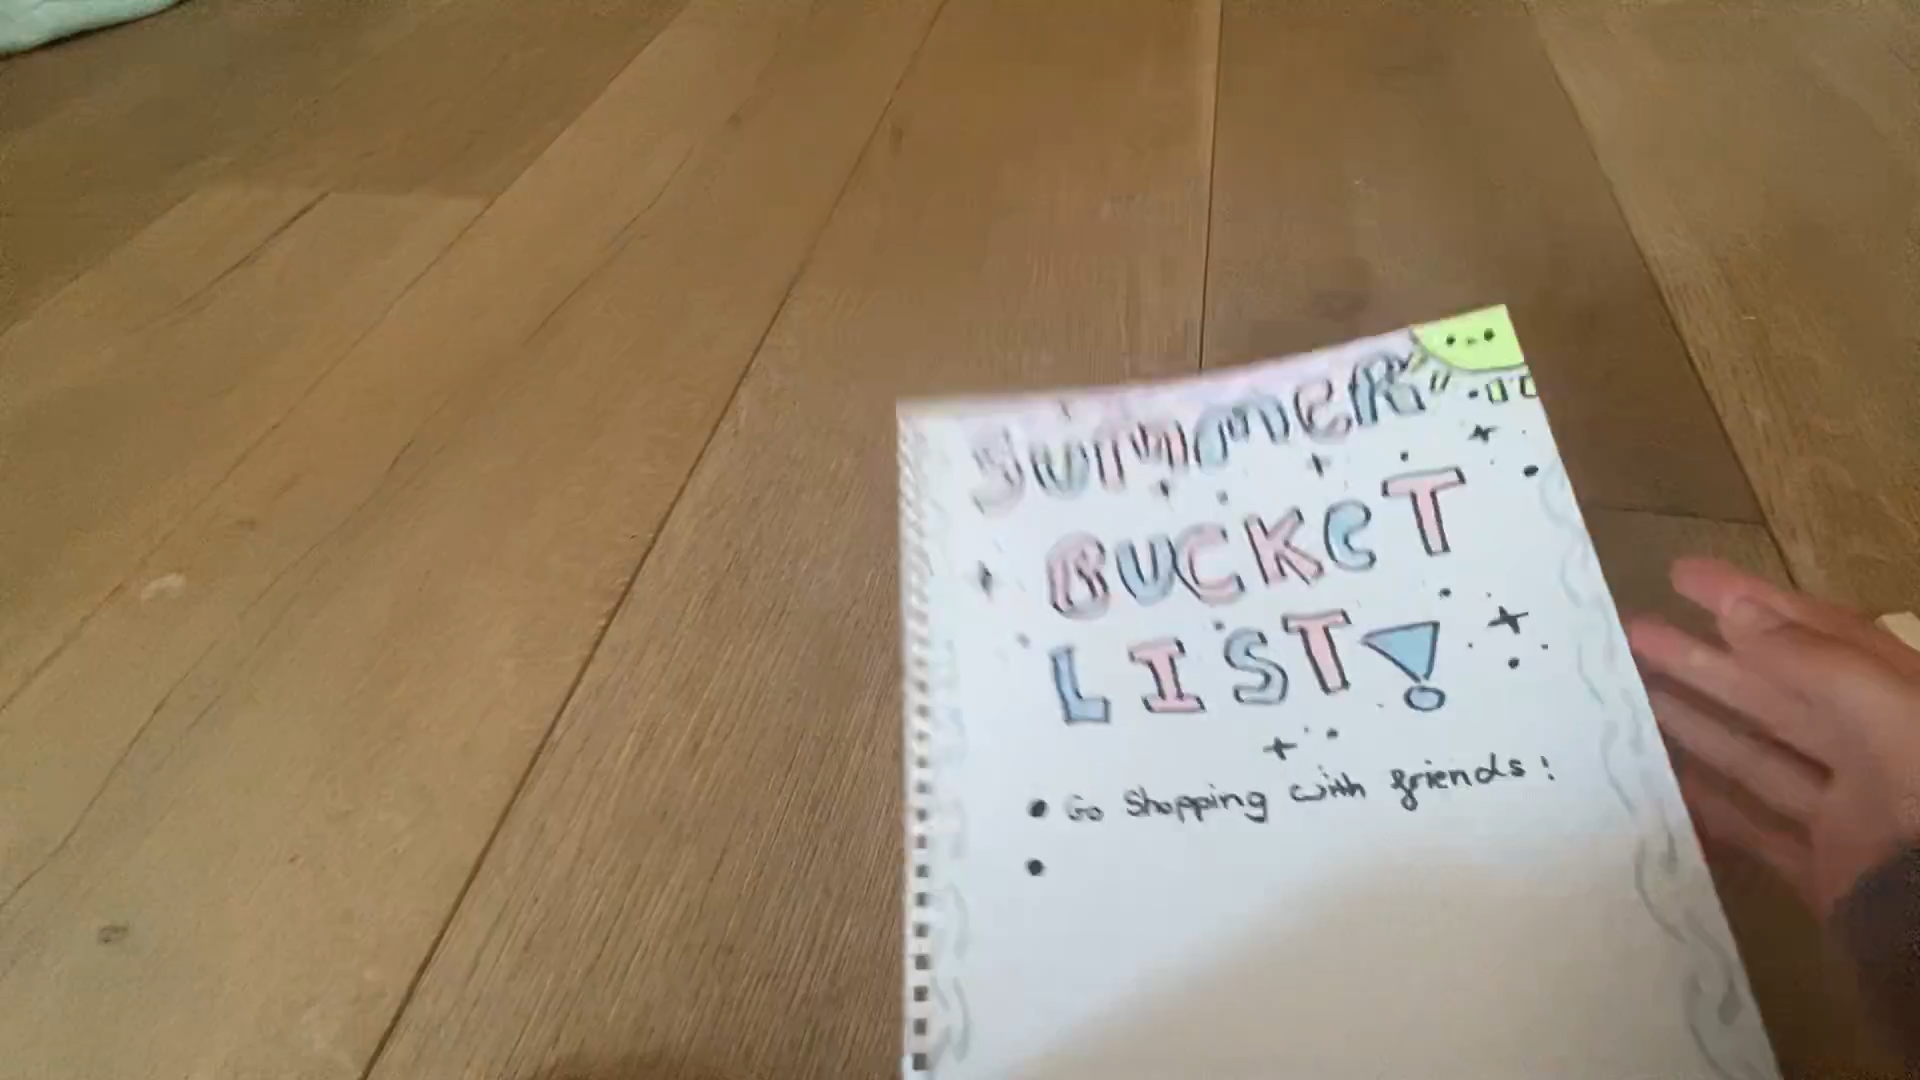 SUMMER
BUCKET
LIST!
• Go Shopping with friends!
•